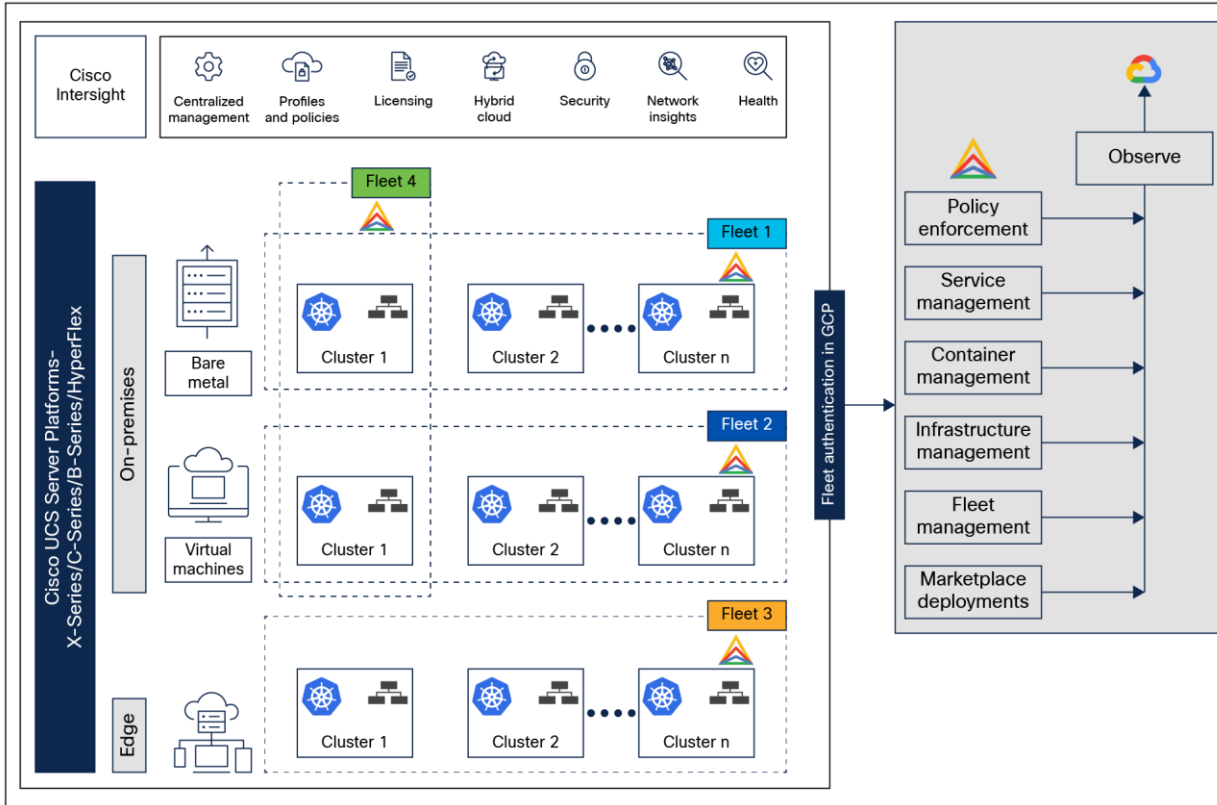 Cisco
Intersight
Centralized
management
Profiles
and policies
Licensing
Hybrid
cloud
Security
Network
insights
Health
Cisco UCS Server Platforms-
X-Series/C-Series/B-Series/HyperFlex
On-premises
Bare
metal
Virtual
machines
Edge
Fleet 4
Fleet 1
Cluster 1
Cluster 2
Cluster n
Fleet 2
Cluster 1
Cluster 2
Cluster n
Fleet 3
Cluster 1
Cluster 2
Cluster n
Fleet authentication in GCP
Observe
Policy
enforcement
Service
management
Container
management
Infrastructure
management
Fleet
management
Marketplace
deployments